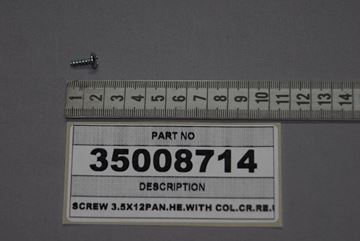 1 2 3 4 5 6 7 8 9 10 11 12 13 14
PART NO
35008714
DESCRIPTION
SCREW 3.5X12PAN.HE.WITH COL.CR.RE.